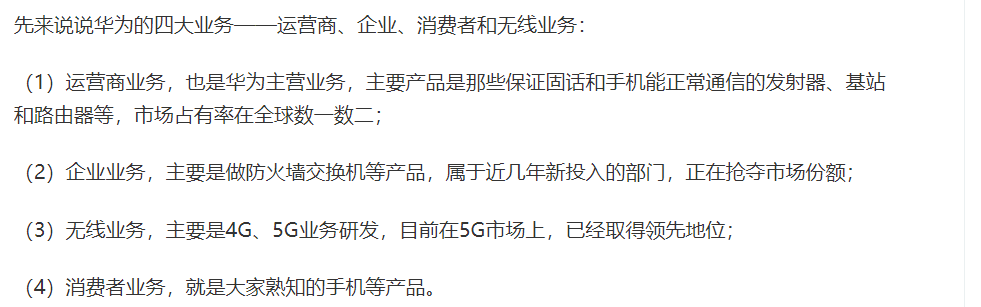 先来说说华为的四大业务——运营商、企业、消费者和无线业务：
（1）运营商业务，也是华为主营业务，主要产品是那些保证固话和手机能正常通信的发射器、基站
和路由器等，市场占有率在全球数一数二；
（2）企业业务，主要是做防火墙交换机等产品，属于近几年新投入的部门，正在抢夺市场份额；
（3）无线业务，主要是4G、5G业务研发，目前在5G市场上，已经取得领先地位；
（4）消费者业务，就是大家熟知的手机等产品。